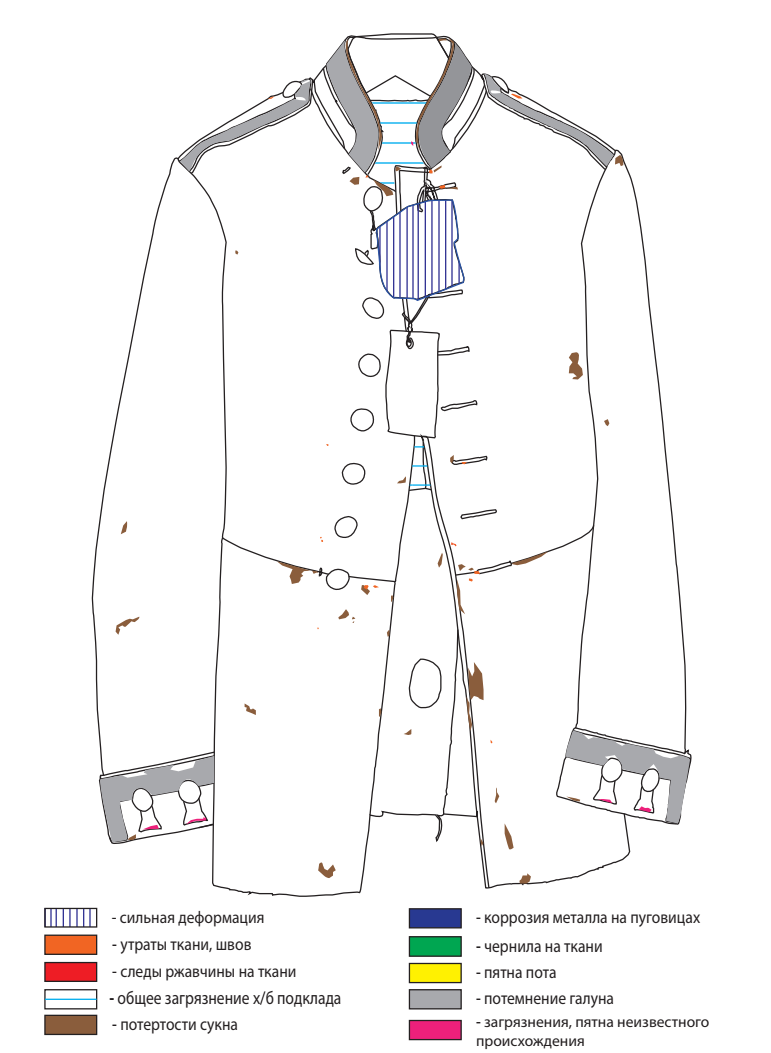 - сильная деформация
- утраты ткани, швов
- следы ржавчины на ткани
- общее загрязнение х/б подклада
- потертости сукна
- коррозия металла на пуговицах
- чернила на ткани
- пятна пота
- потемнение галуна
- загрязнения, пятна неизвестного
происхождения